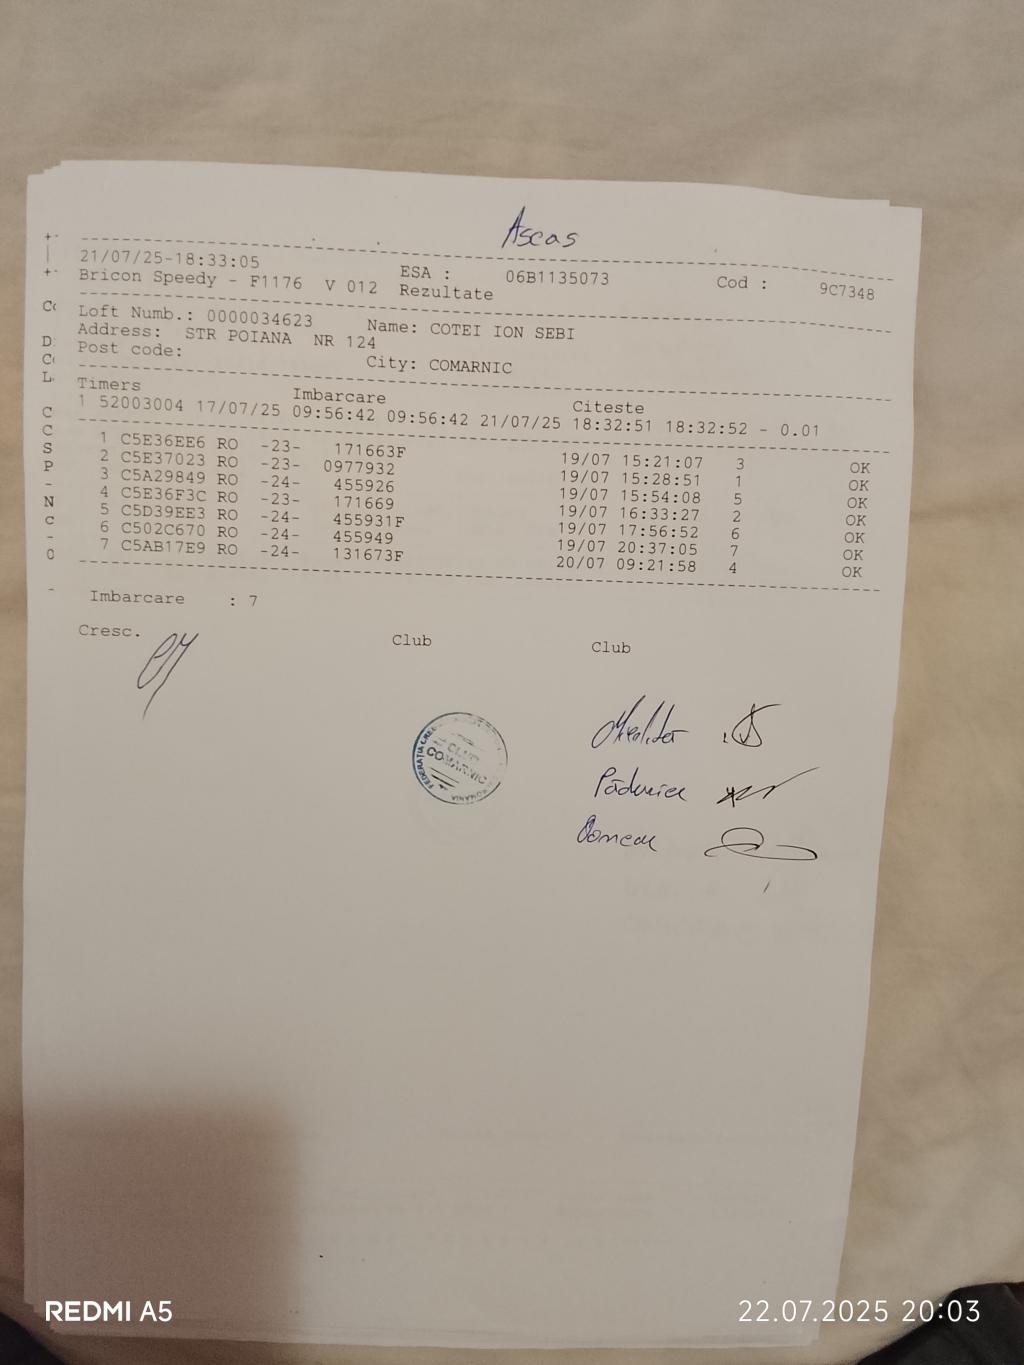 Ascas
21/07/25-18:33:05 ESA : 06B1135073 Cod : 9C7348
Bricon Speedy - F1176 V 012 Rezultate
Loft Numb.: 0000034623 Name: COTEI ION SEBI
Address: STR POIANA NR 124
Post code: City: COMARNIC
Timers Imbarcare Citeste
1 52003004 17/07/25 09:56:42 09:56:42 21/07/25 18:32:51 18:32:52 - 0.01
1 C5E36EE6 RO -23- 171663F 19/07 15:21:07 3 OK
2 C5E37023 RO -23- 0977932 19/07 15:28:51 1 OK
3 C5A29849 RO -24- 455926 19/07 15:54:08 5 OK
4 C5E36F3C RO -23- 171669 19/07 16:33:27 2 OK
5 C5D39EE3 RO -24- 455931F 19/07 17:56:52 6 OK
6 C502C670 RO -24- 455949 19/07 20:37:05 7 OK
7 C5AB17E9 RO -24- 131673F 20/07 09:21:58 4 OK
Imbarcare : 7
Cresc. Club Club
CLUB
COMARNIC
REDMI A5 22.07.2025 20:03